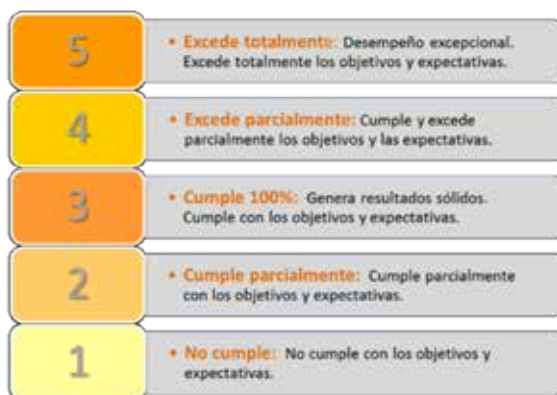 5
• Excede totalmente: Desempeño excepcional.
Excede totalmente los objetivos y expectativas.
4
• Excede parcialmente: Cumple y excede
parcialmente los objetivos y las expectativas.
3
• Cumple 100%: Genera resultados sólidos.
Cumple con los objetivos y expectativas.
2
• Cumple parcialmente: Cumple parcialmente
con los objetivos y expectativas.
1
• No cumple: No cumple con los objetivos y
expectativas.